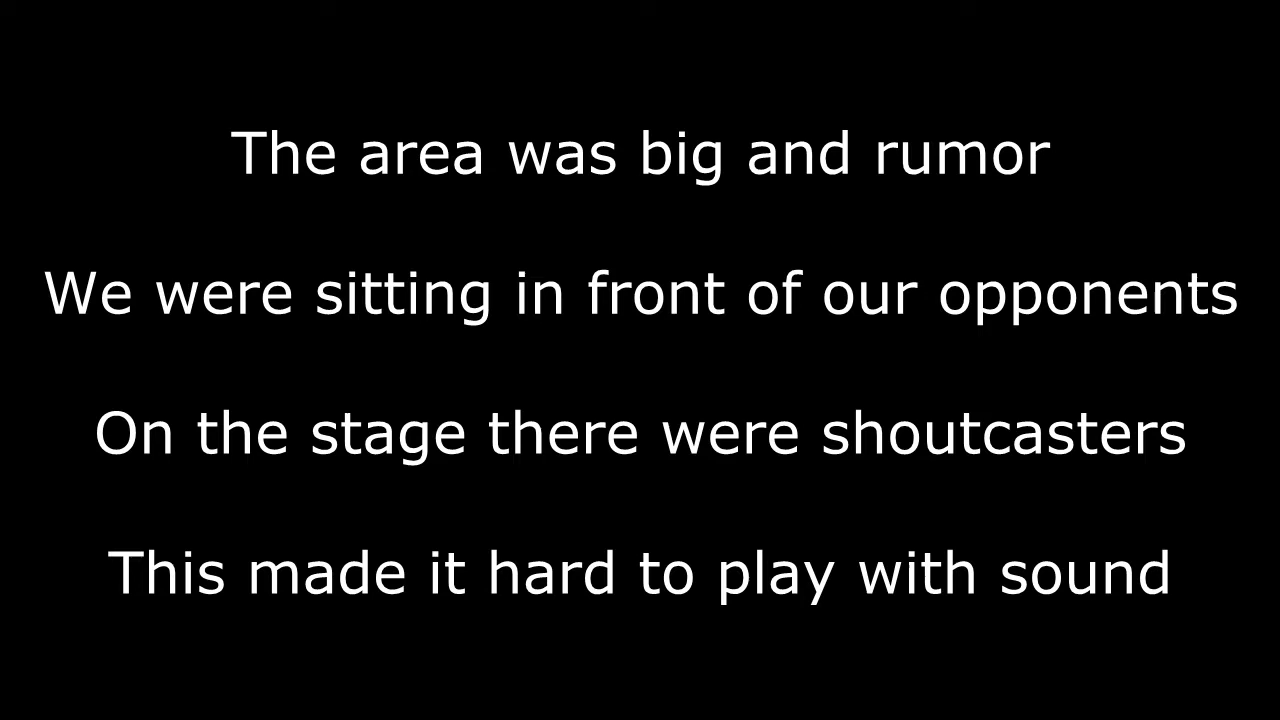 The area was big and rumor
We were sitting in front of our opponents
On the stage there were shoutcasters
This made it hard to play with sound